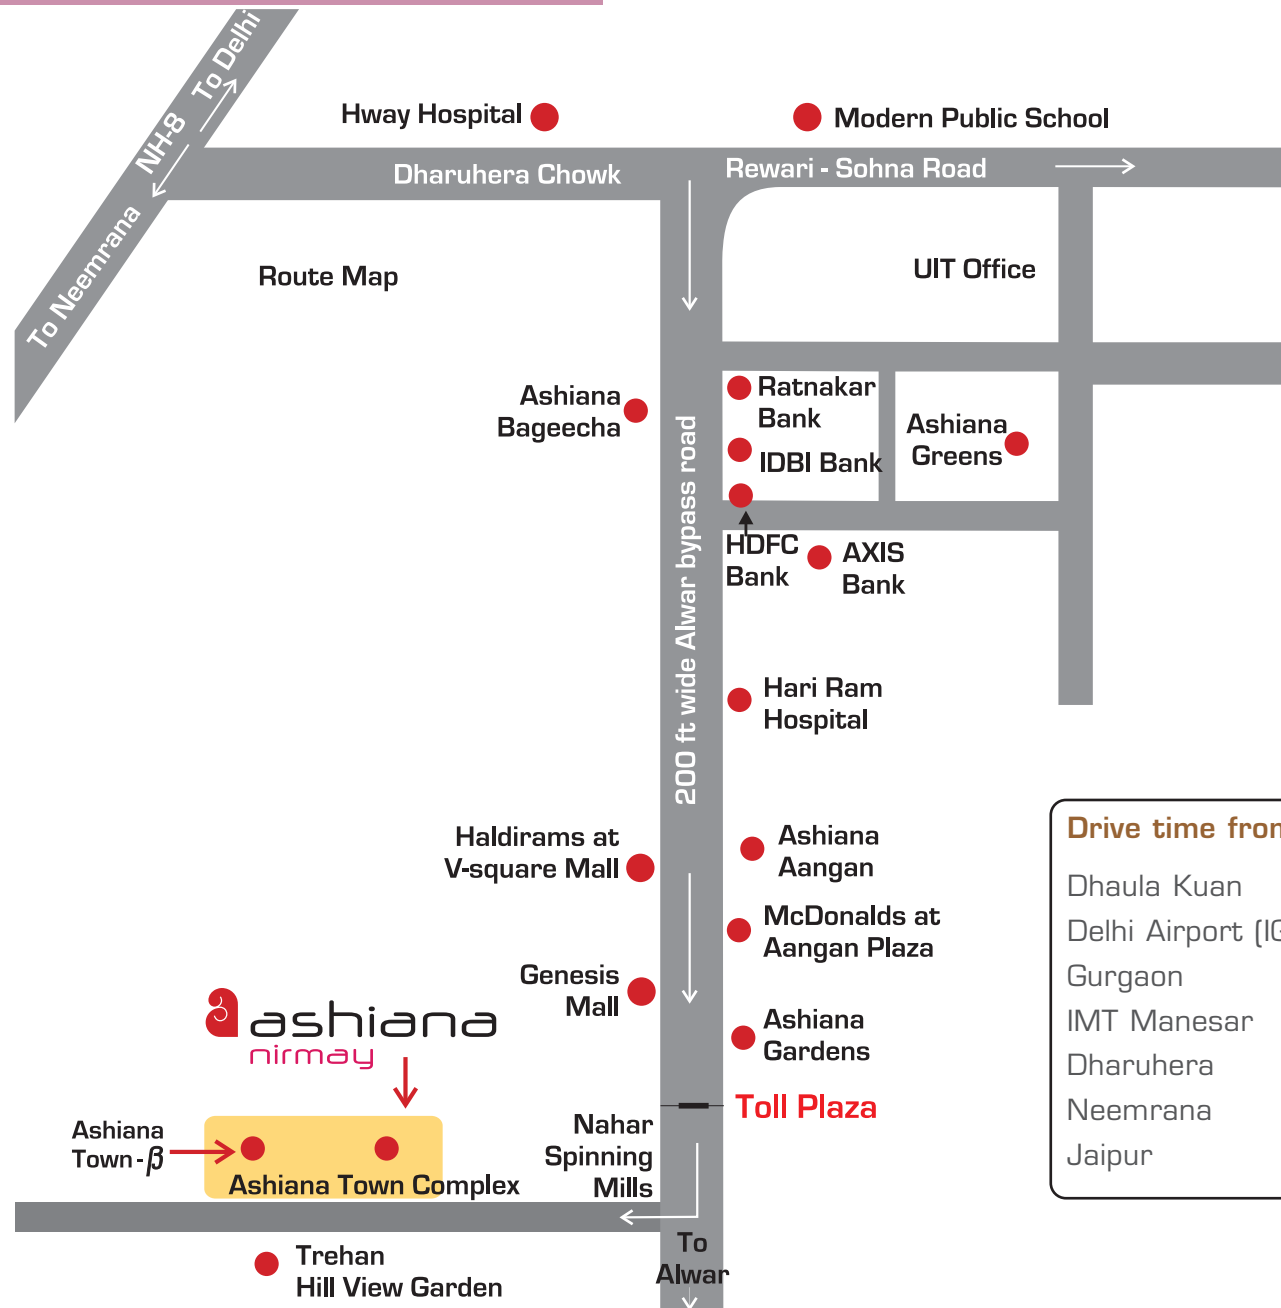 To Delhi
NH-8
To Neemrana
Hway Hospital
Modern Public School
Dharuhera Chowk
Rewari - Sohna Road
Route Map
UIT Office
Ashiana
Bageecha
Ratnakar
Bank
IDBI Bank
Ashiana
Greens
HDFC
Bank
AXIS
Bank
200 ft wide Alwar bypass road
Hari Ram
Hospital
Haldirams at
V-square Mall
Ashiana
Aangan
McDonalds at
Aangan Plaza
Genesis
Mall
Ashiana
Gardens
ashiana
nirmay
Toll Plaza
Ashiana
Town - β
Ashiana Town Complex
Nahar
Spinning
Mills
Trehan
Hill View Garden
To
Alwar
Drive time from
Dhaula Kuan
Delhi Airport (IG
Gurgaon
IMT Manesar
Dharuhera
Neemrana
Jaipur